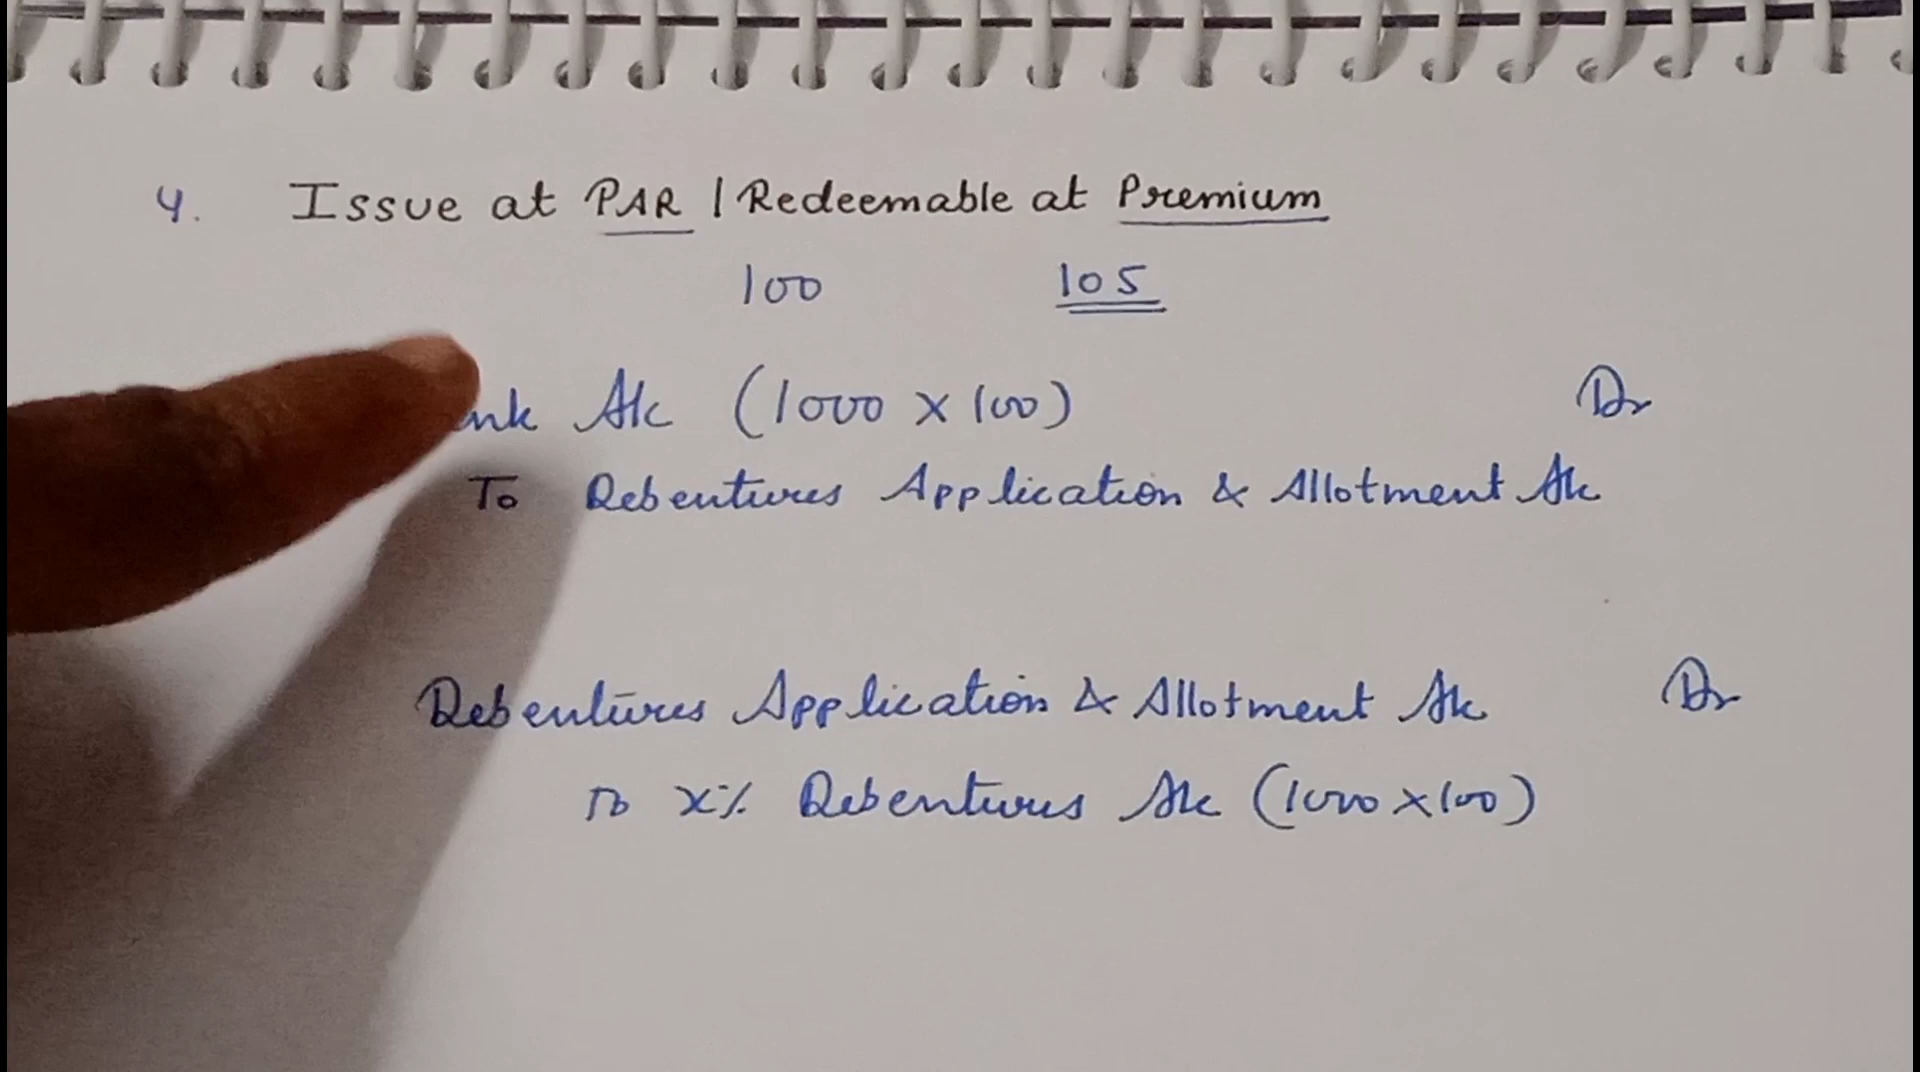 4. Issue at PAR | Redeemable at Premium
100 105
nk A/c (1000 x 100) Dr
To Debentures Application & Allotment A/c
Debentures Application & Allotment A/c Dr
To x% Debentures A/c (1000 x 100)